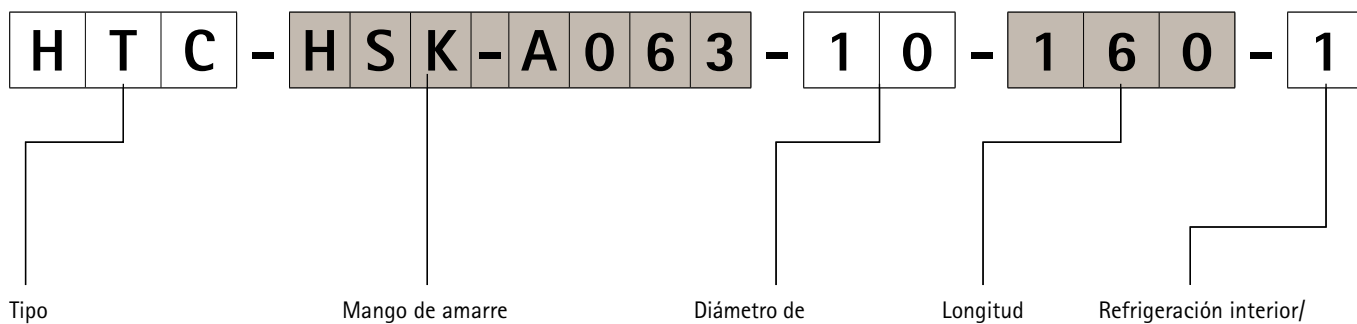 HTC-HSK-A063-10-160-1
Tipo Mango de amarre Diámetro de Longitud Refrigeración interior/